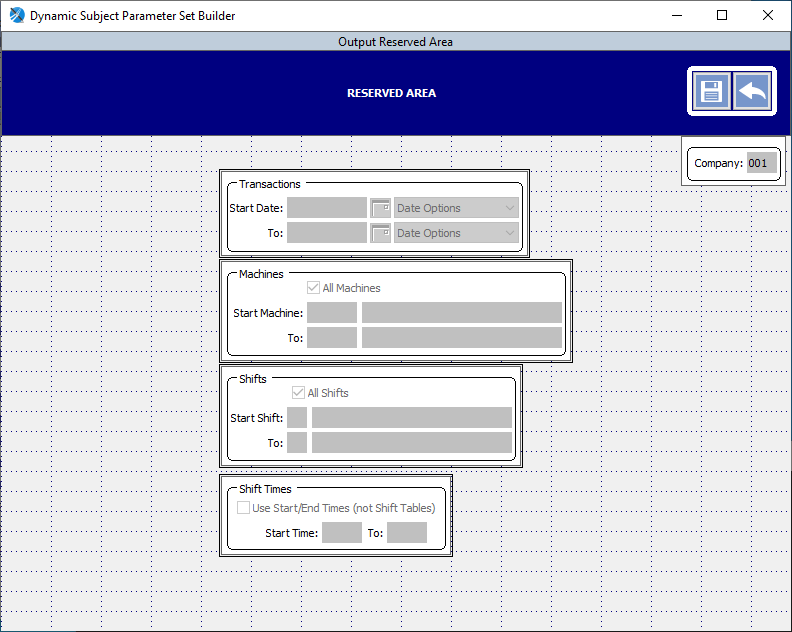 Dynamic Subject Parameter Set Builder
Output Reserved Area
RESERVED AREA
Company: 001
Transactions
Start Date: Date Options
To: Date Options
Machines
All Machines
Start Machine:
To:
Shifts
All Shifts
Start Shift:
To:
Shift Times
Use Start/End Times (not Shift Tables)
Start Time: To: